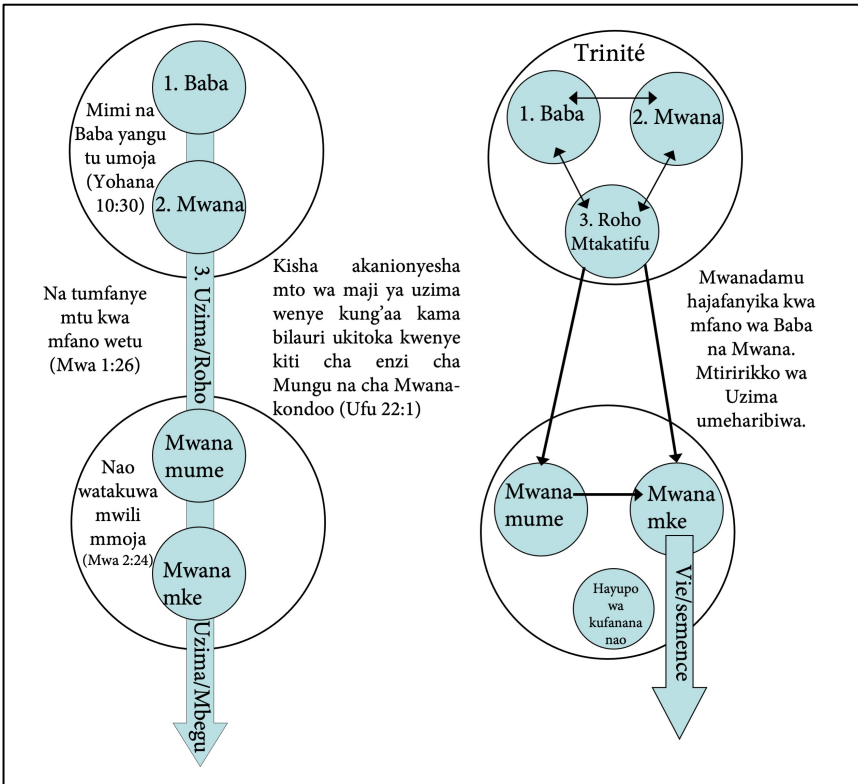 1. Baba
Mimi na
Baba yangu
tu umoja
(Yohana
10:30)
2. Mwana
3. Uzima/Roho
Na tumfanye
mtu kwa
mfano wetu
(Mwa 1:26)
Kisha akanionyesha
mto wa maji ya uzima
wenye kung'aa kama
bilauri ukitoka kwenye
kiti cha enzi cha
Mungu na cha Mwana-
kondoo (Ufu 22:1)
Mwana
mume
Nao
watakuwa
mwili
mmoja
(Mwa 2:24)
Mwana
mke
Uzima/Mbegu
Trinité
1. Baba
2. Mwana
3. Roho
Mtakatifu
Mwanadamu
hajafanyika kwa
mfano wa Baba
na Mwana.
Mtiririkko wa
Uzima
umeharibiwa.
Mwana
mume
Mwana
mke
Hayupo
wa
kufanana
nao
Vie/semence